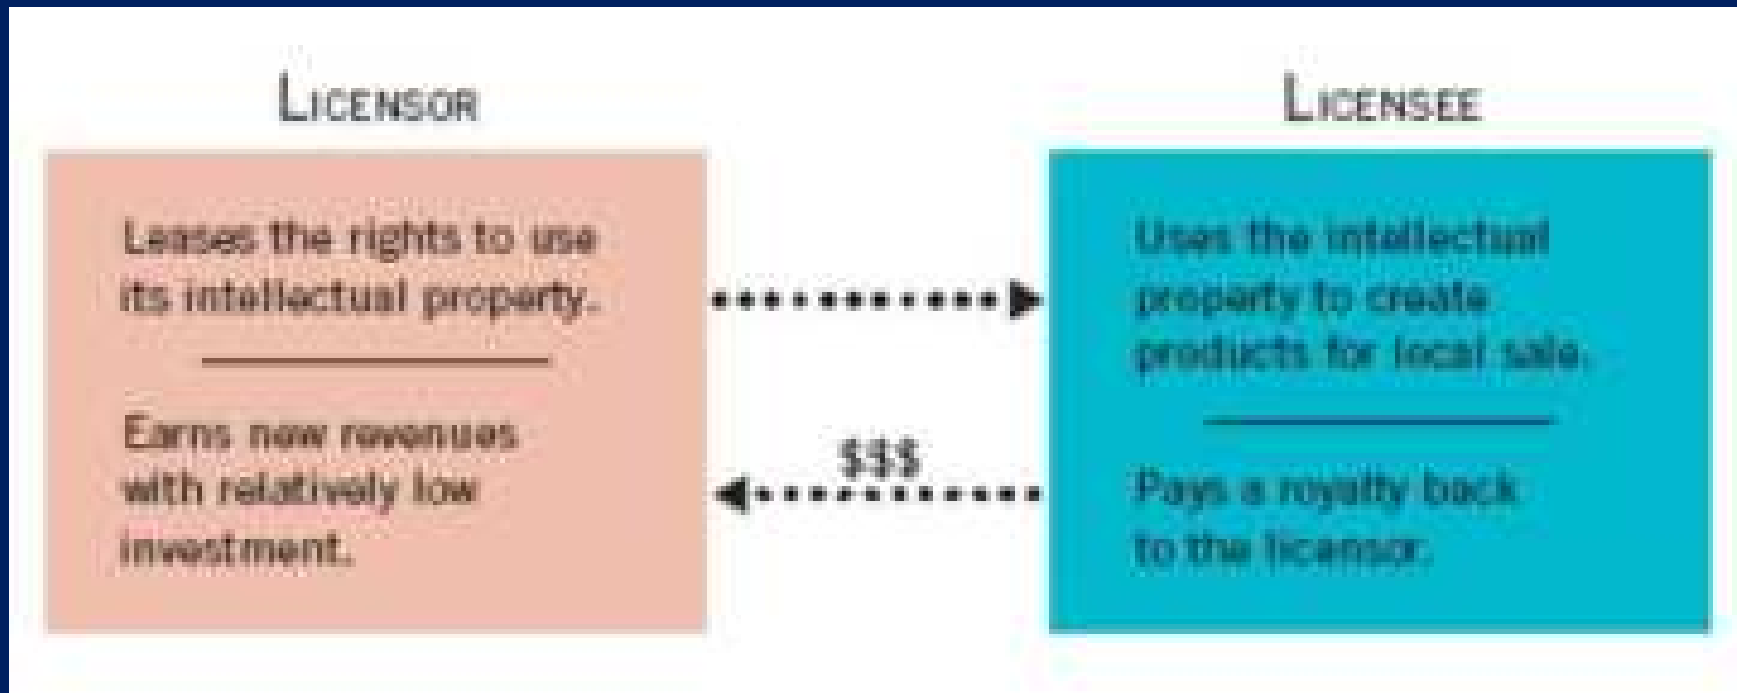 LICENSOR
Leases the rights to use
its intellectual property.
Earns new revenues
with relatively low
investment.
$$$
LICENSEE
Uses the intellectual
property to create
products for local sale.
Pays a royalty back
to the licensor.